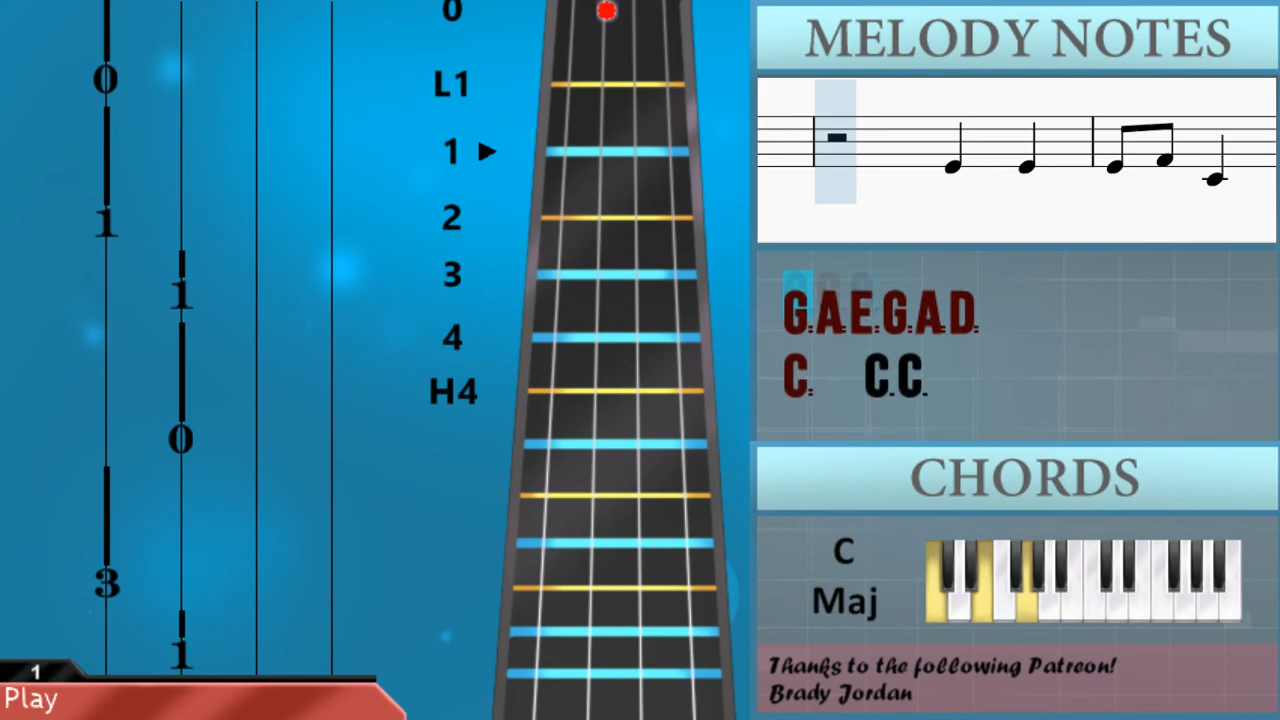 0
1
1
0
3
1
1
Play
0
L1
1
2
3
4
H4
MELODY NOTES
G.A.E.G.A.D.
C. C.C.
CHORDS
C
Maj
Thanks to the following Patreon!
Brady Jordan